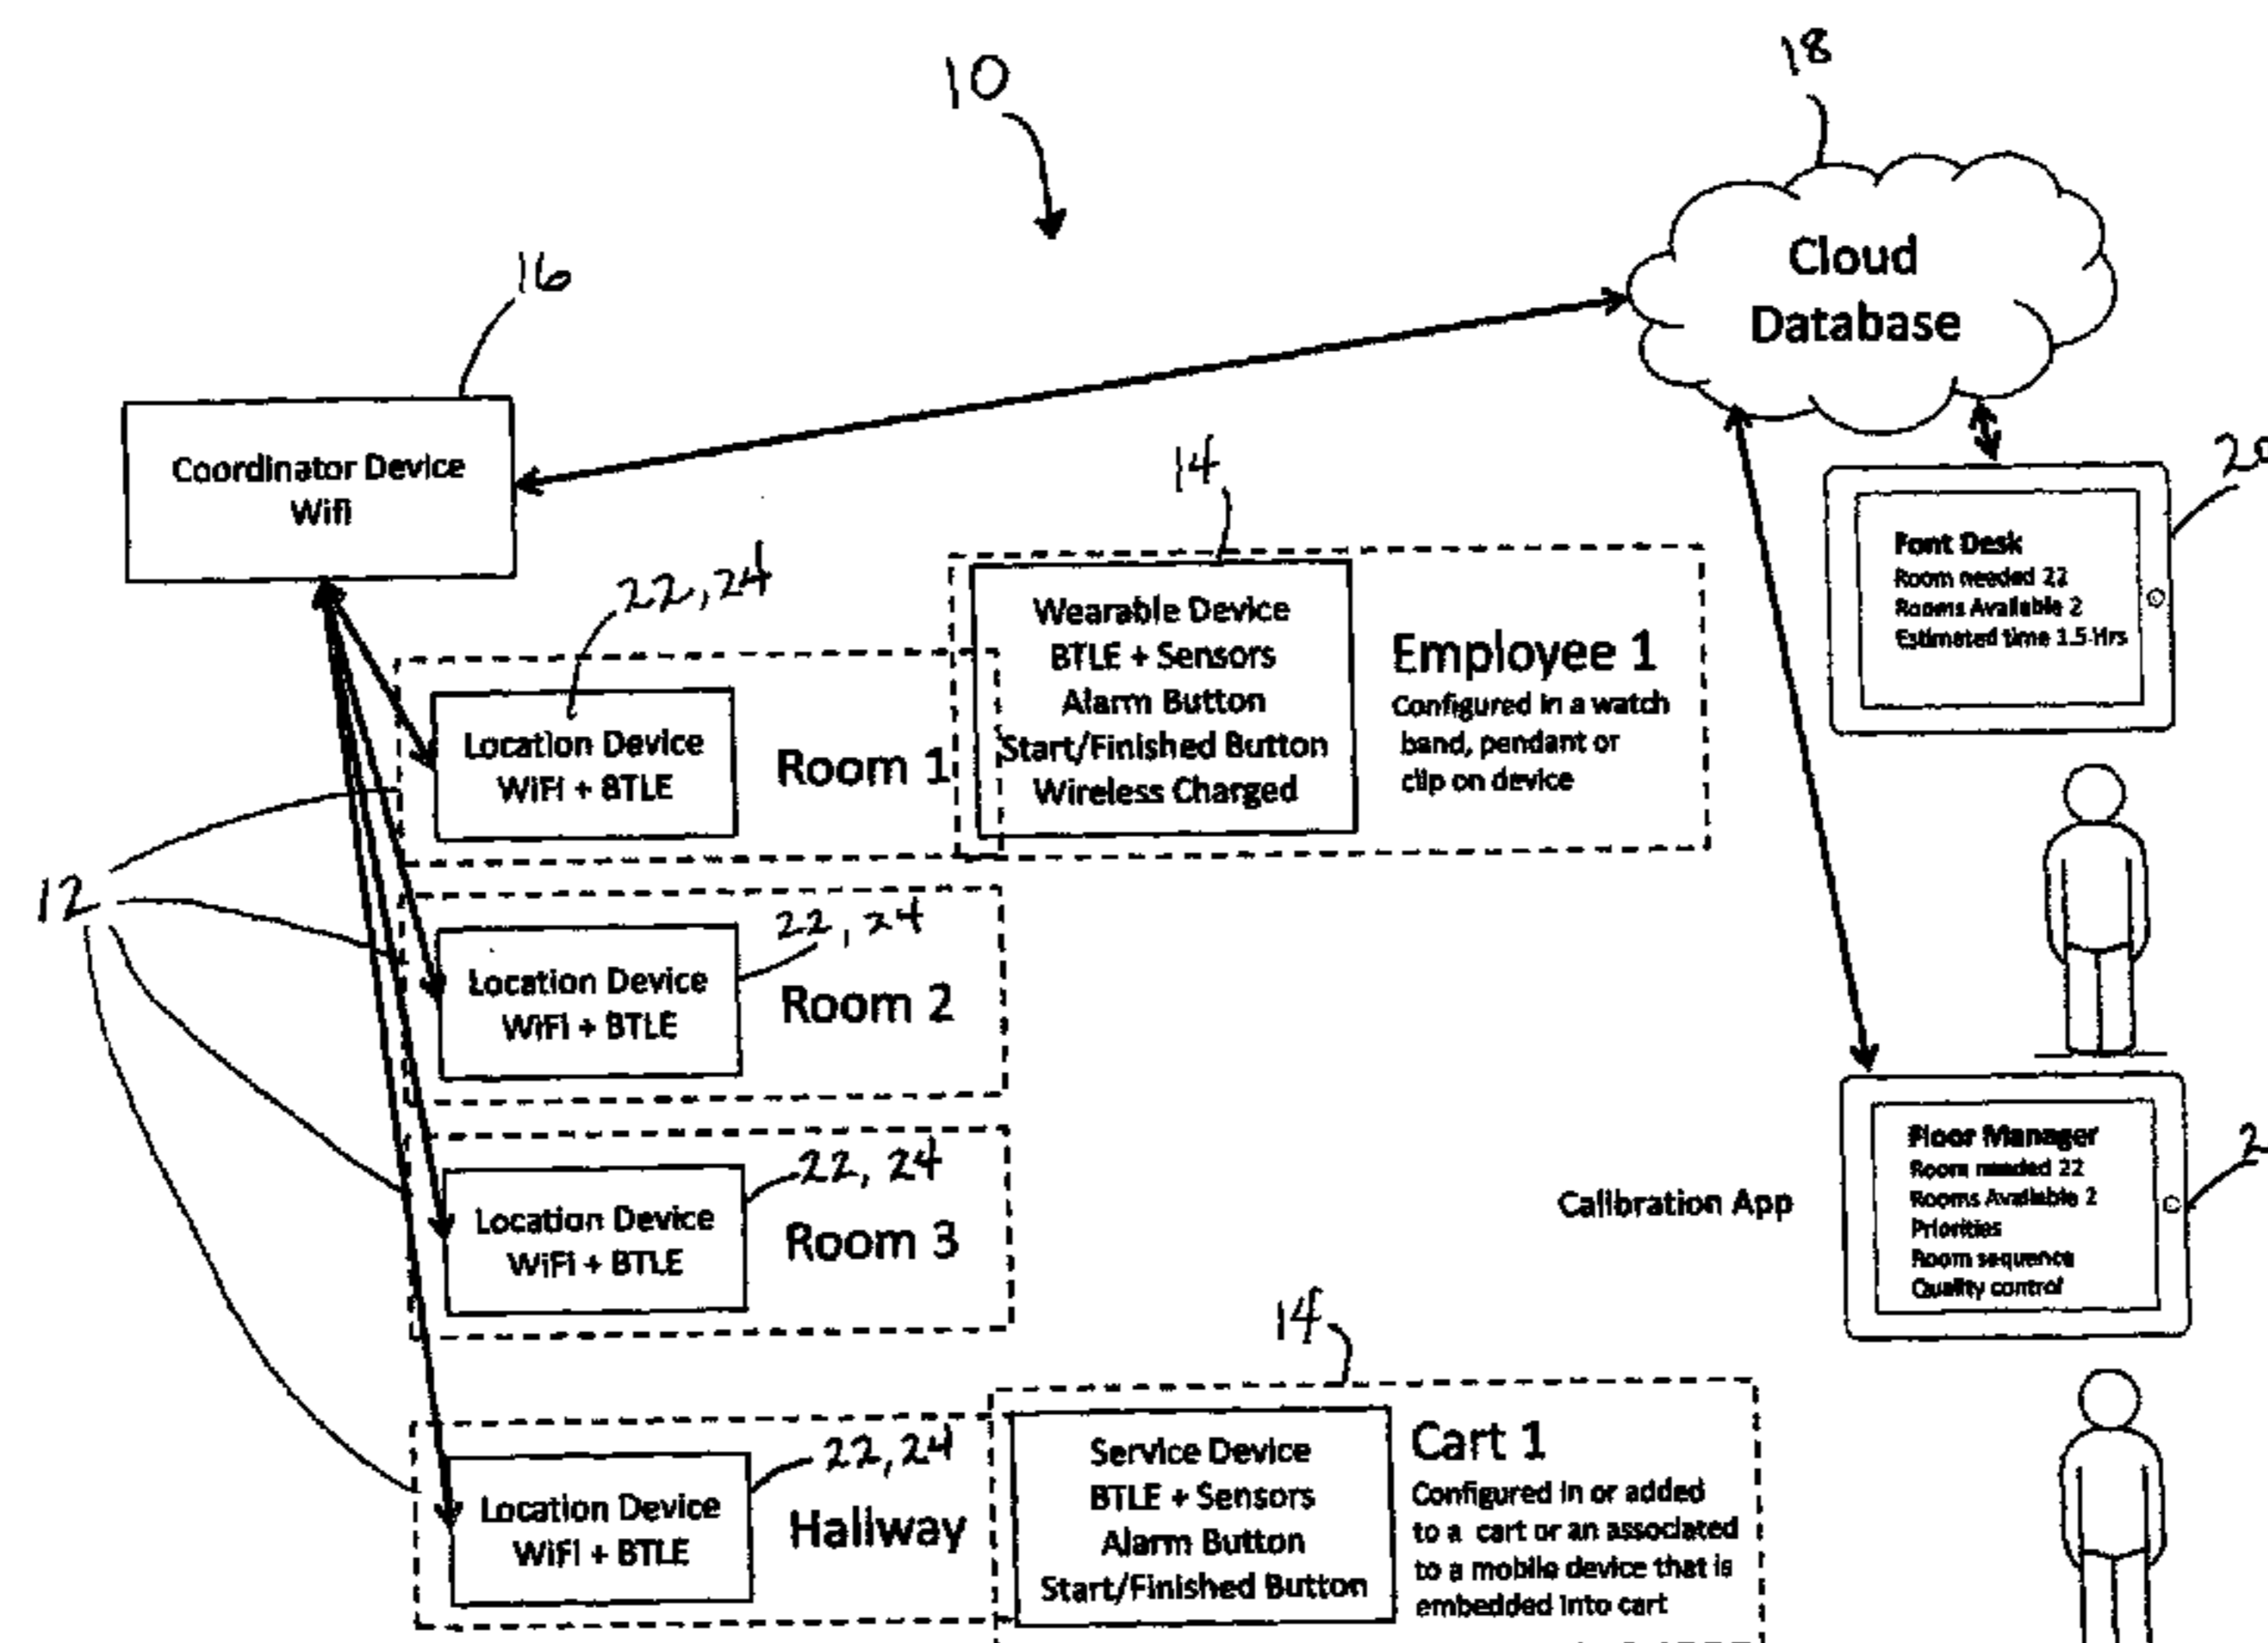 10
18
Cloud
Database
16
Coordinator Device
Wifi
14
20
Font Desk
Room needed 22
Rooms Available 2
Estimated time 1.5 Hrs
22, 24
Wearable Device
BTLE + Sensors
Alarm Button
Start/Finished Button
Wireless Charged
Employee 1
Configured in a watch
band, pendant or
clip on device
Location Device
WiFi + BTLE
Room 1
12
22, 24
Location Device
WiFi + BTLE
Room 2
22, 24
Location Device
WiFi + BTLE
Room 3
Calibration App
Floor Manager
Room needed 22
Rooms Available 2
Priorities
Room sequence
Quality control
2
14
22, 24
Location Device
WiFi + BTLE
Hallway
Service Device
BTLE + Sensors
Alarm Button
Start/Finished Button
Cart 1
Configured in or added
to a cart or an associated
to a mobile device that is
embedded into cart